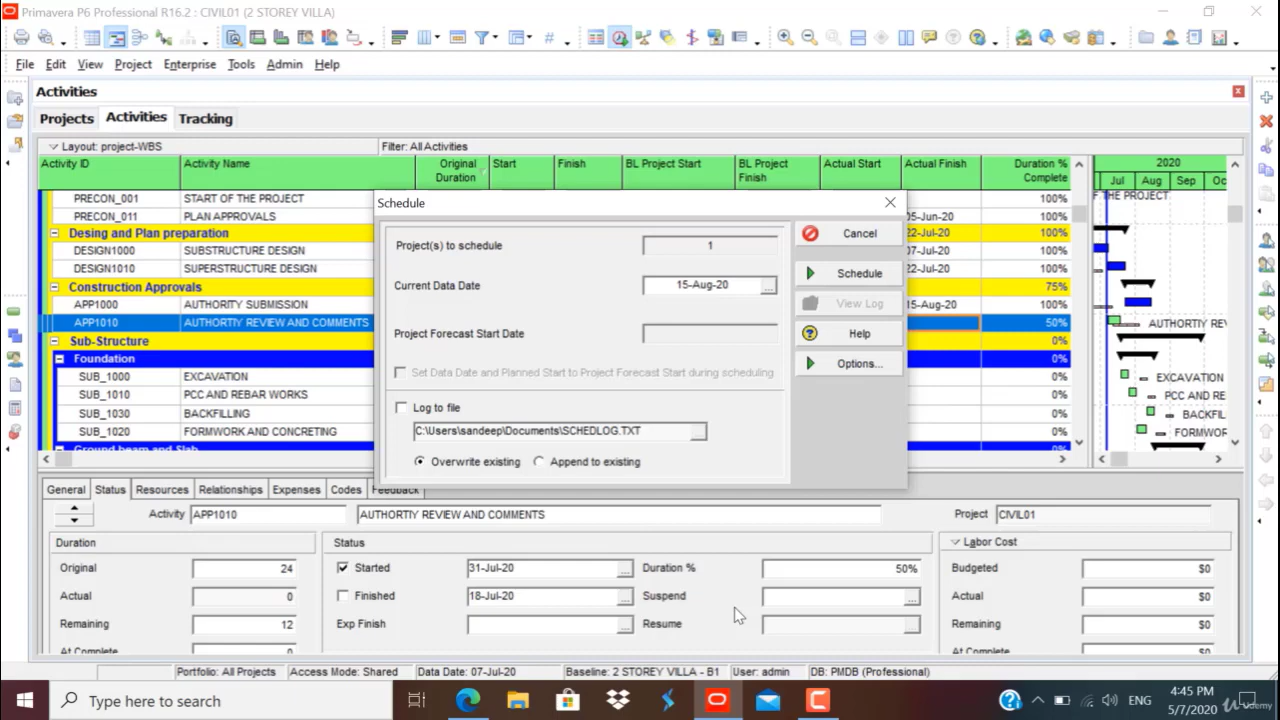 Primavera P6 Professional R16.2 : CIVIL01 (2 STOREY VILLA)
File Edit View Project Enterprise Tools Admin Help
Activities
Projects Activities Tracking
Layout: project-WBS Filter: All Activities
Activity ID Activity Name Original Duration Start Finish BL Project Start BL Project Finish Actual Start Actual Finish Duration % Complete 2020
Jul Aug Sep Oc
PRECON_001 START OF THE PROJECT 100% THE PROJECT
PRECON_011 PLAN APPROVALS 05-Jun-20 100%
Desing and Plan preparation 22-Jul-20 100%
DESIGN1000 SUBSTRUCTURE DESIGN 07-Jul-20 100%
DESIGN1010 SUPERSTRUCTURE DESIGN 22-Jul-20 100%
Construction Approvals 75%
APP1000 AUTHORITY SUBMISSION 15-Aug-20 100%
APP1010 AUTHORTIY REVIEW AND COMMENTS 50% AUTHORTIY REV
Sub-Structure 0%
Foundation 0%
SUB_1000 EXCAVATION 0% EXCAVATION
SUB_1010 PCC AND REBAR WORKS 0% PCC AND RE
SUB_1030 BACKFILLING 0% BACKFILL
SUB_1020 FORMWORK AND CONCRETING 0% FORMWOR
Ground beam and Slab 0%
Schedule
Project(s) to schedule 1
Current Data Date 15-Aug-20 ...
Project Forecast Start Date
Set Data Date and Planned Start to Project Forecast Start during scheduling
Log to file
C:\Users\sandeep\Documents\SCHEDLOG.TXT
Overwrite existing Append to existing
Cancel
Schedule
View Log
Help
Options...
General Status Resources Relationships Expenses Codes Feedback
Activity APP1010 AUTHORTIY REVIEW AND COMMENTS Project CIVIL01
Duration Status Labor Cost
Original 24 Started 31-Jul-20 ... Duration % 50% Budgeted $0
Actual 0 Finished 18-Jul-20 ... Suspend ... Actual $0
Remaining 12 Exp Finish ... Resume ... Remaining $0
At Complete 0 At Complete $0
Portfolio: All Projects Access Mode: Shared Data Date: 07-Jul-20 Baseline: 2 STOREY VILLA - B1 User: admin DB: PMDB (Professional)
Type here to search ENG 4:45 PM
5/7/2020
Udemy